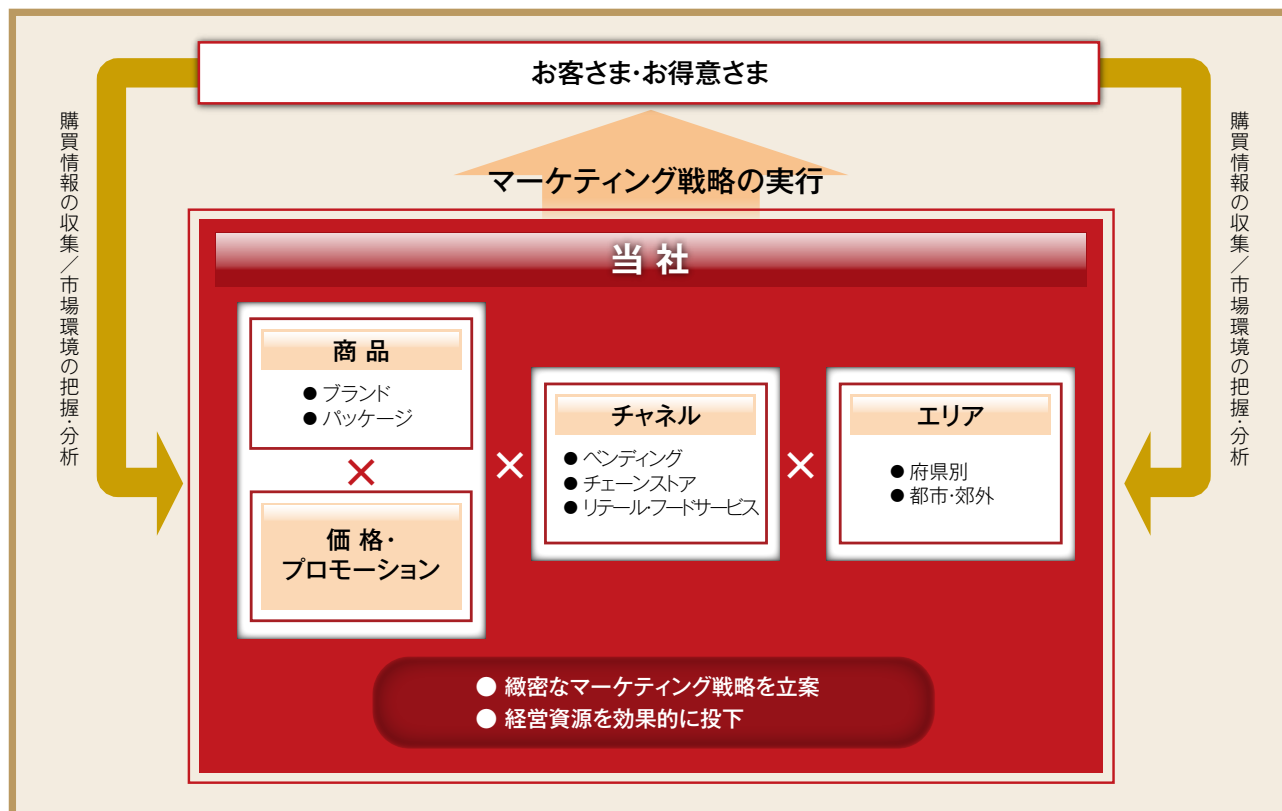 お客さま・お得意さま
マーケティング戦略の実行
購買情報の収集／市場環境の把握・分析
購買情報の収集／市場環境の把握・分析
当社
商品
● ブランド
● パッケージ
×
価格・
プロモーション
×
チャネル
● ベンディング
● チェーンストア
● リテール・フードサービス
×
エリア
● 府県別
● 都市・郊外
● 緻密なマーケティング戦略を立案
● 経営資源を効果的に投下